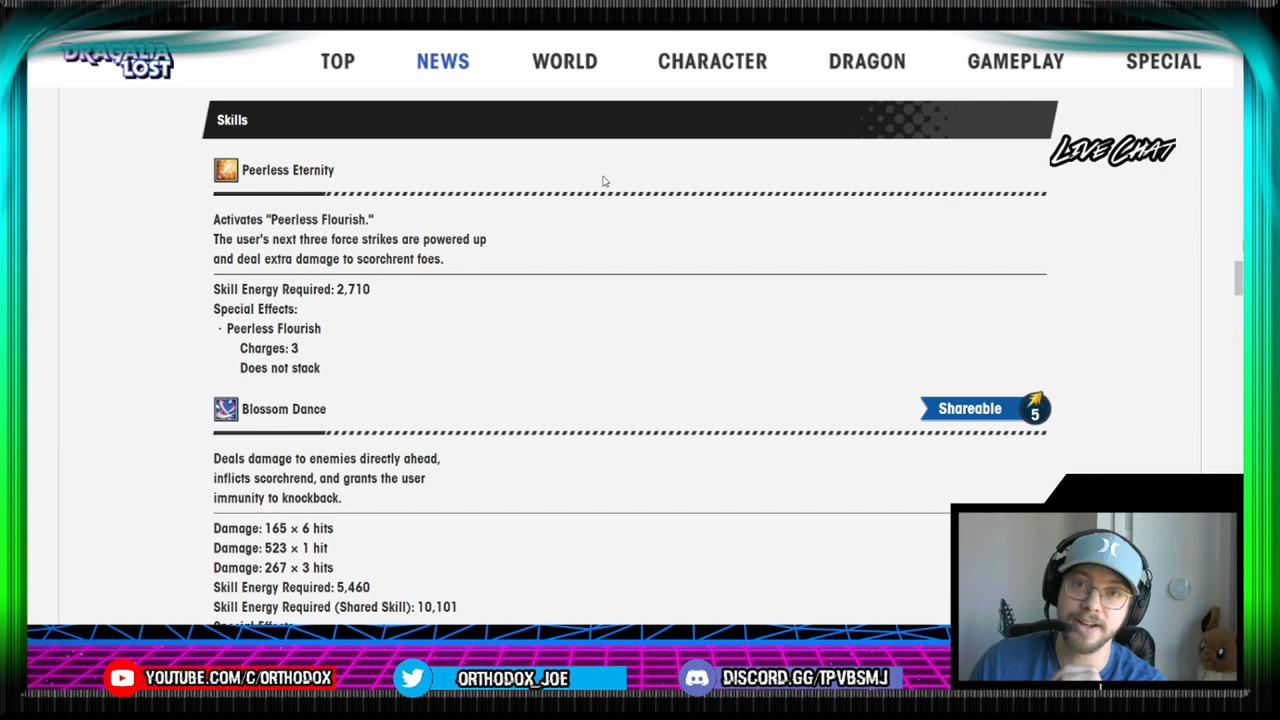 DRAGALIA
LOST
TOP NEWS WORLD CHARACTER DRAGON GAMEPLAY SPECIAL
Skills
LIVE CHAT
Peerless Eternity
Activates "Peerless Flourish."
The user's next three force strikes are powered up
and deal extra damage to scorchrent foes.
Skill Energy Required: 2,710
Special Effects:
· Peerless Flourish
Charges: 3
Does not stack
Blossom Dance
Shareable 5
Deals damage to enemies directly ahead,
inflicts scorchrend, and grants the user
immunity to knockback.
Damage: 165 × 6 hits
Damage: 523 × 1 hit
Damage: 267 × 3 hits
Skill Energy Required: 5,460
Skill Energy Required (Shared Skill): 10,101
Special Effects
YOUTUBE.COM/C/ORTHODOX ORTHODOX_JOE DISCORD.GG/TPVBSMJ